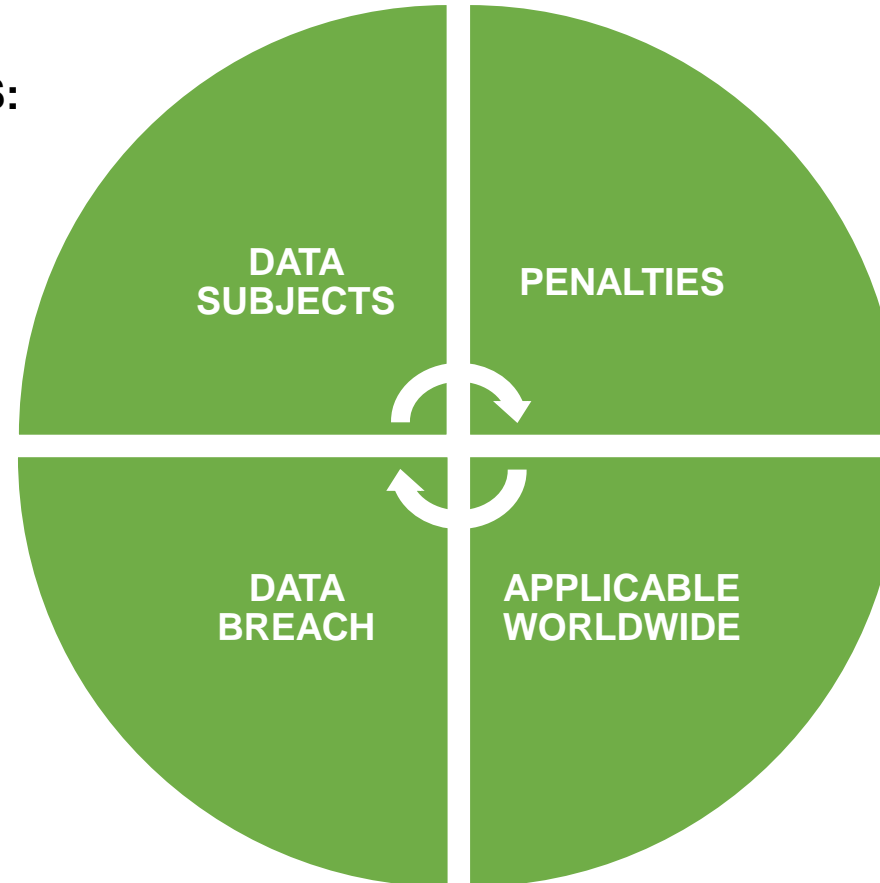 S:
DATA
SUBJECTS
PENALTIES
DATA
BREACH
APPLICABLE
WORLDWIDE